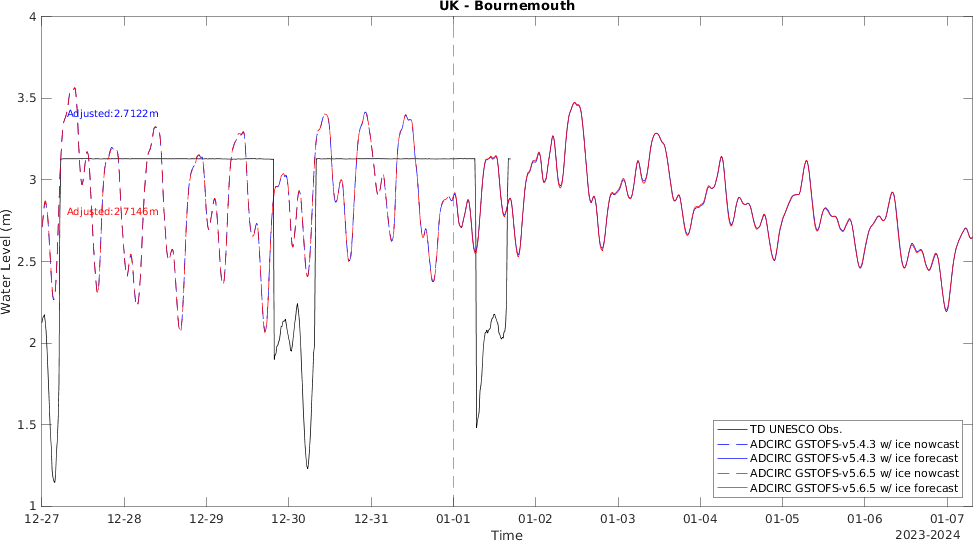 UK - Bournemouth
4
3.5
3
2.5
2
1.5
1
Water Level (m)
Adjusted:2.7122m
Adjusted:2.7146m
TD UNESCO Obs.
ADCIRC GSTOFS-v5.4.3 w/ ice nowcast
ADCIRC GSTOFS-v5.4.3 w/ ice forecast
ADCIRC GSTOFS-v5.6.5 w/ ice nowcast
ADCIRC GSTOFS-v5.6.5 w/ ice forecast
12-27 12-28 12-29 12-30 12-31 01-01 01-02 01-03 01-04 01-05 01-06 01-07
Time
2023-2024